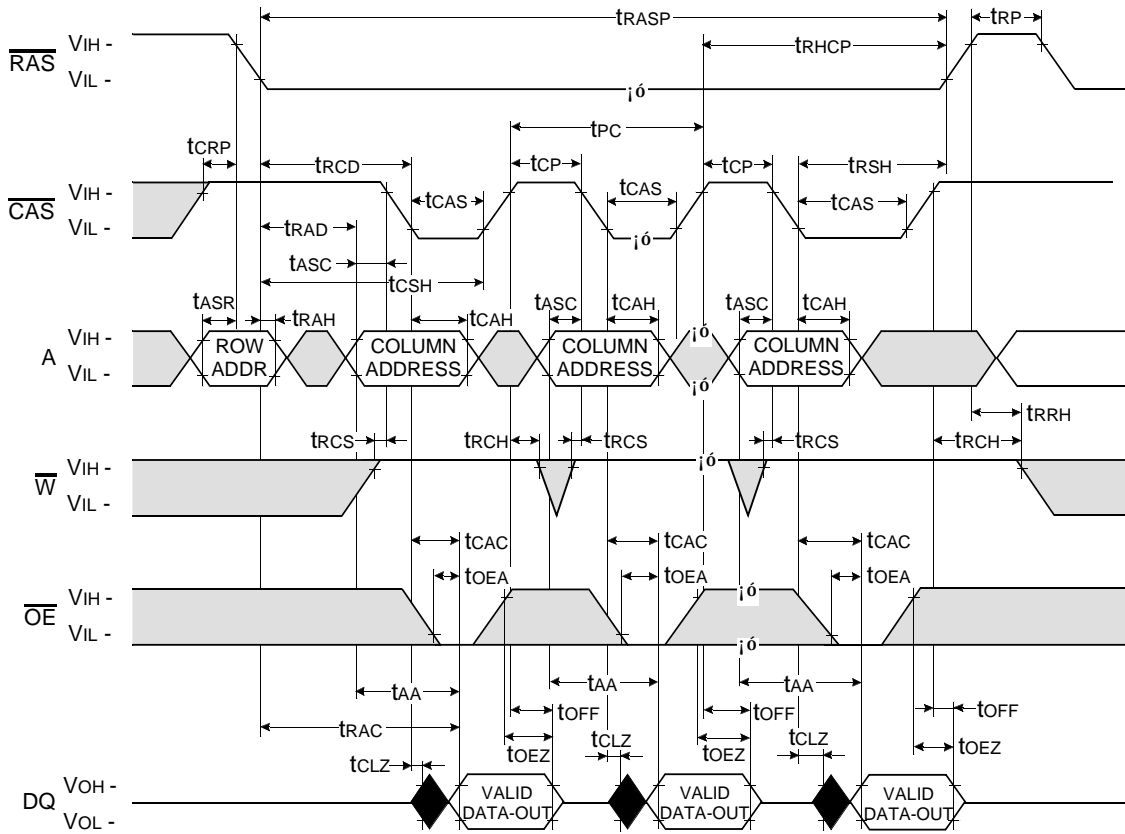 tRASP tRP
VIH -
RAS
tRHCP
VIL -
¡ó
tPC
tCRP tRCD tCP tCP tRSH
VIH -
CAS
tCAS tCAS tCAS
VIL -
tRAD
¡ó
tASC
tCSH
tASR tRAH tCAH tASC tCAH tASC tCAH
VIH -
A
VIL -
ROW
ADDR
COLUMN
ADDRESS
COLUMN
ADDRESS
¡ó
¡ó
COLUMN
ADDRESS
tRRH
tRCS tRCH tRCS tRCS tRCH
VIH -
W
VIL -
¡ó
tCAC tCAC tCAC
tOEA tOEA tOEA
VIH -
OE
VIL -
¡ó
¡ó
tAA tAA tAA
tOFF tOFF tOFF
tRAC
tOEZ tOEZ tOEZ
tCLZ tCLZ tCLZ
VOH -
DQ
VOL -
VALID
DATA-OUT
VALID
DATA-OUT
VALID
DATA-OUT